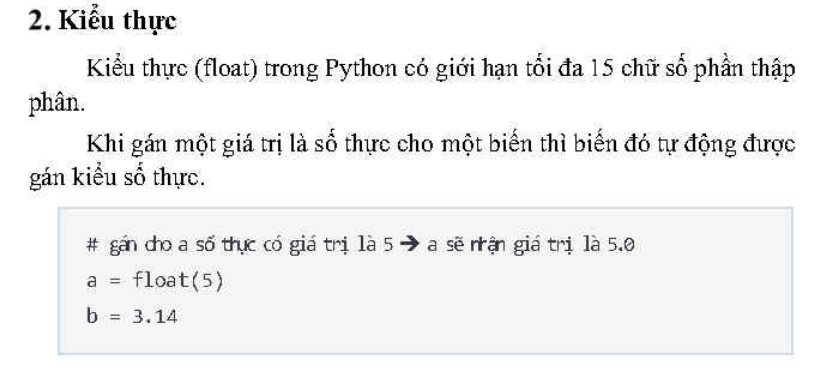 2. Kiểu thực
Kiểu thực (float) trong Python có giới hạn tối đa 15 chữ số phần thập
phân.
Khi gán một giá trị là số thực cho một biến thì biến đó tự động được
gán kiểu số thực.
# gán cho a số thực có giá trị là 5 ➔ a sẽ nhận giá trị là 5.0
a = float(5)
b = 3.14